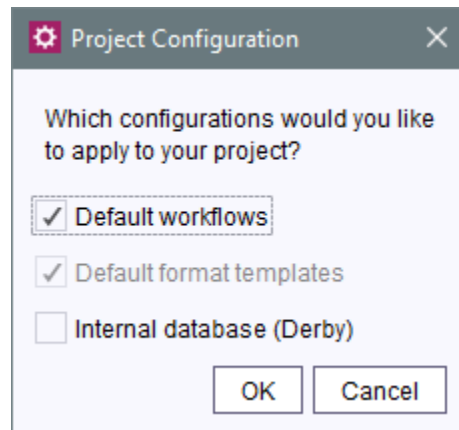 Project Configuration
Which configurations would you like
to apply to your project?
Default workflows
Default format templates
Internal database (Derby)
OK Cancel